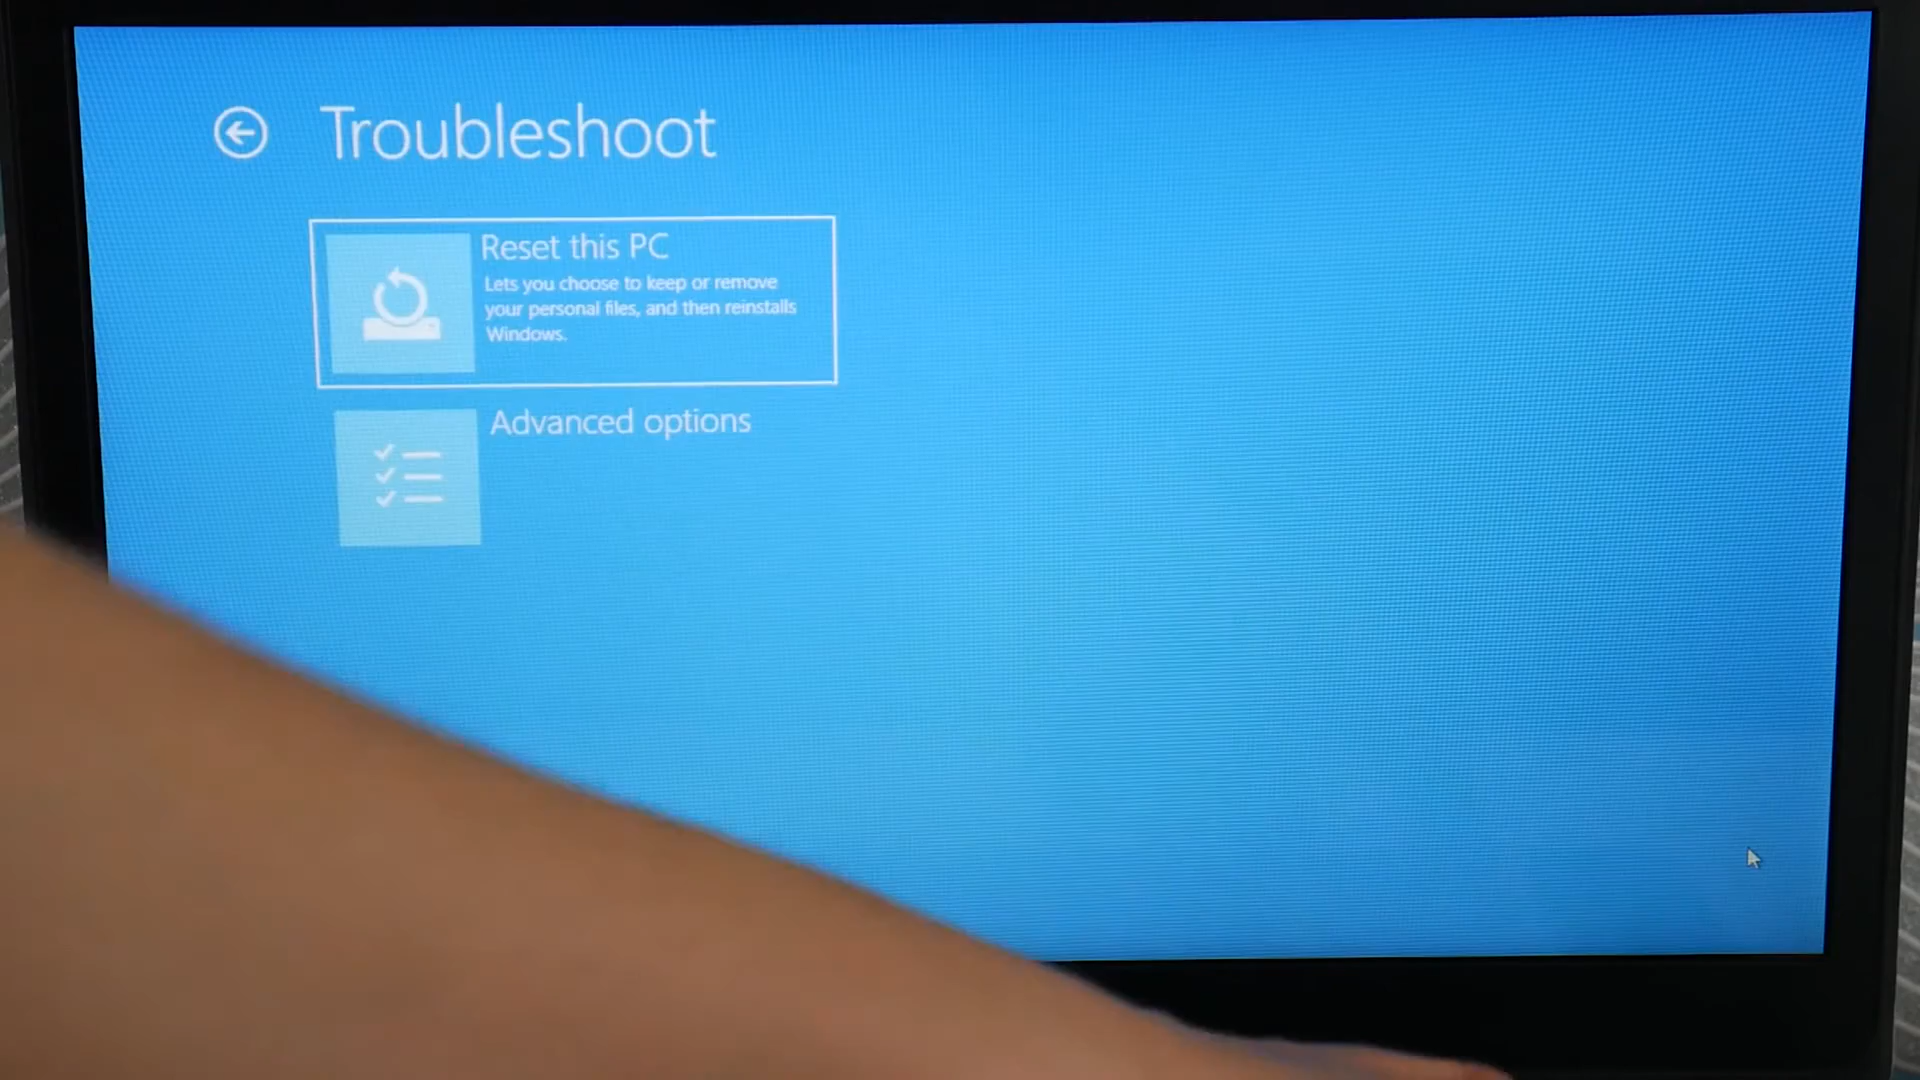 Troubleshoot
Reset this PC
Lets you choose to keep or remove
your personal files, and then reinstalls
Windows.
Advanced options